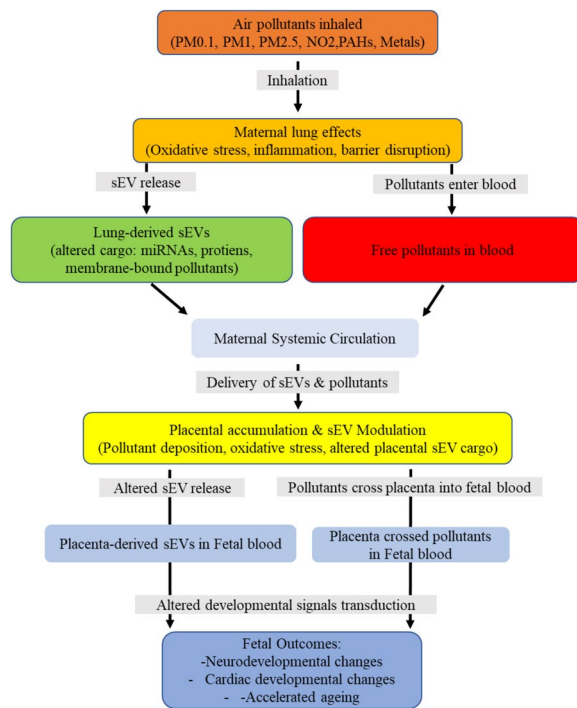 Air pollutants inhaled
(PM0.1, PM1, PM2.5, NO2,PAHs, Metals)
Inhalation
Maternal lung effects
(Oxidative stress, inflammation, barrier disruption)
sEV release
Pollutants enter blood
Lung-derived sEVs
(altered cargo: miRNAs, protiens,
membrane-bound pollutants)
Free pollutants in blood
Maternal Systemic Circulation
Delivery of sEVs & pollutants
Placental accumulation & sEV Modulation
(Pollutant deposition, oxidative stress, altered placental sEV cargo)
Altered sEV release
Pollutants cross placenta into fetal blood
Placenta-derived sEVs in Fetal blood
Placenta crossed pollutants
in Fetal blood
Altered developmental signals transduction
Fetal Outcomes:
-Neurodevelopmental changes
- Cardiac developmental changes
- -Accelerated ageing